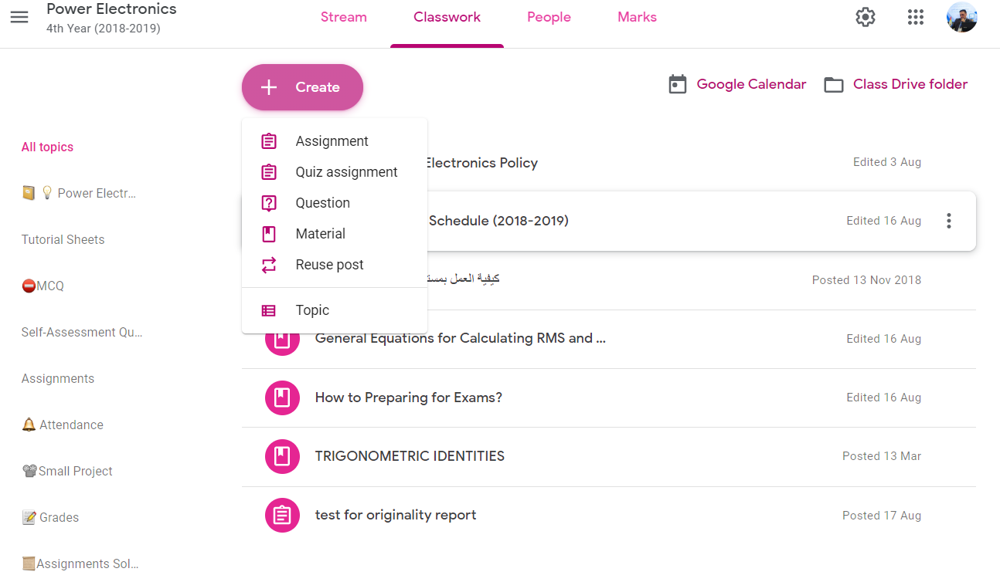 Power Electronics
4th Year (2018-2019)
Stream
Classwork
People
Marks
Create
Google Calendar
Class Drive folder
Assignment
Quiz assignment
Question
Material
Reuse post
Topic
All topics
Power Electr...
Tutorial Sheets
MCQ
Self-Assessment Qu...
Assignments
Attendance
Small Project
Grades
Assignments Sol...
Electronics Policy
Edited 3 Aug
Schedule (2018-2019)
Edited 16 Aug
كيفية العمل
Posted 13 Nov 2018
General Equations for Calculating RMS and ...
Edited 16 Aug
How to Preparing for Exams?
Edited 16 Aug
TRIGONOMETRIC IDENTITIES
Posted 13 Mar
test for originality report
Posted 17 Aug